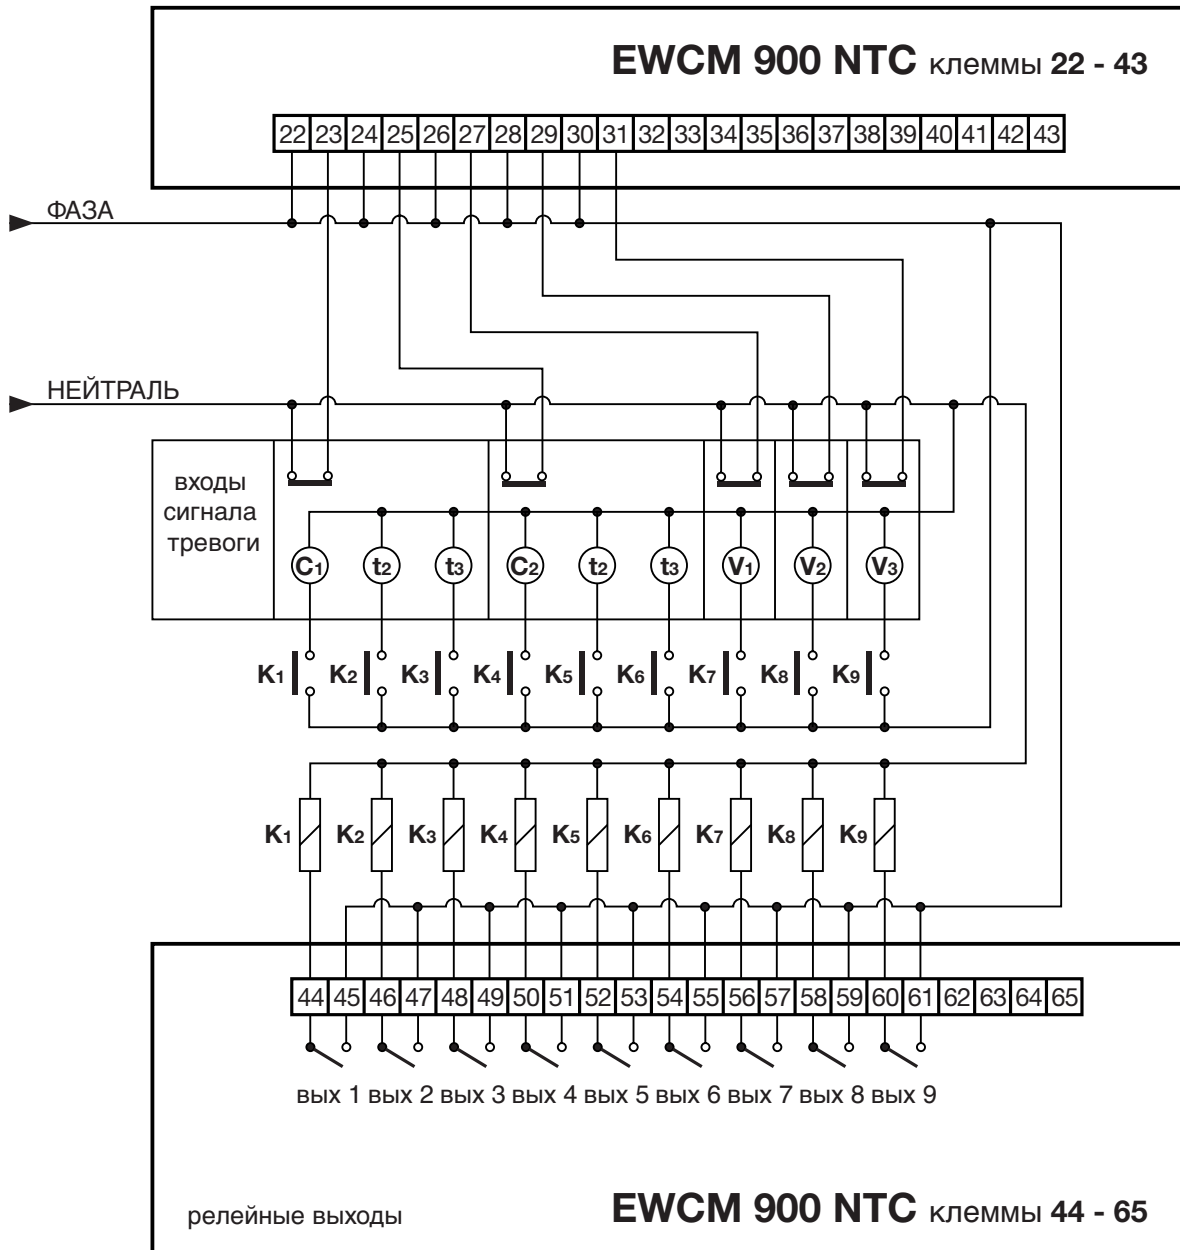 EWCM 900 NTC клеммы 22 - 43
22 23 24 25 26 27 28 29 30 31 32 33 34 35 36 37 38 39 40 41 42 43
ФАЗА
НЕЙТРАЛЬ
входы
сигнала
тревоги
C1 t2 t3 C2 t2 t3 V1 V2 V3
K1 K2 K3 K4 K5 K6 K7 K8 K9
K1 K2 K3 K4 K5 K6 K7 K8 K9
44 45 46 47 48 49 50 51 52 53 54 55 56 57 58 59 60 61 62 63 64 65
вых 1 вых 2 вых 3 вых 4 вых 5 вых 6 вых 7 вых 8 вых 9
релейные выходы
EWCM 900 NTC клеммы 44 - 65